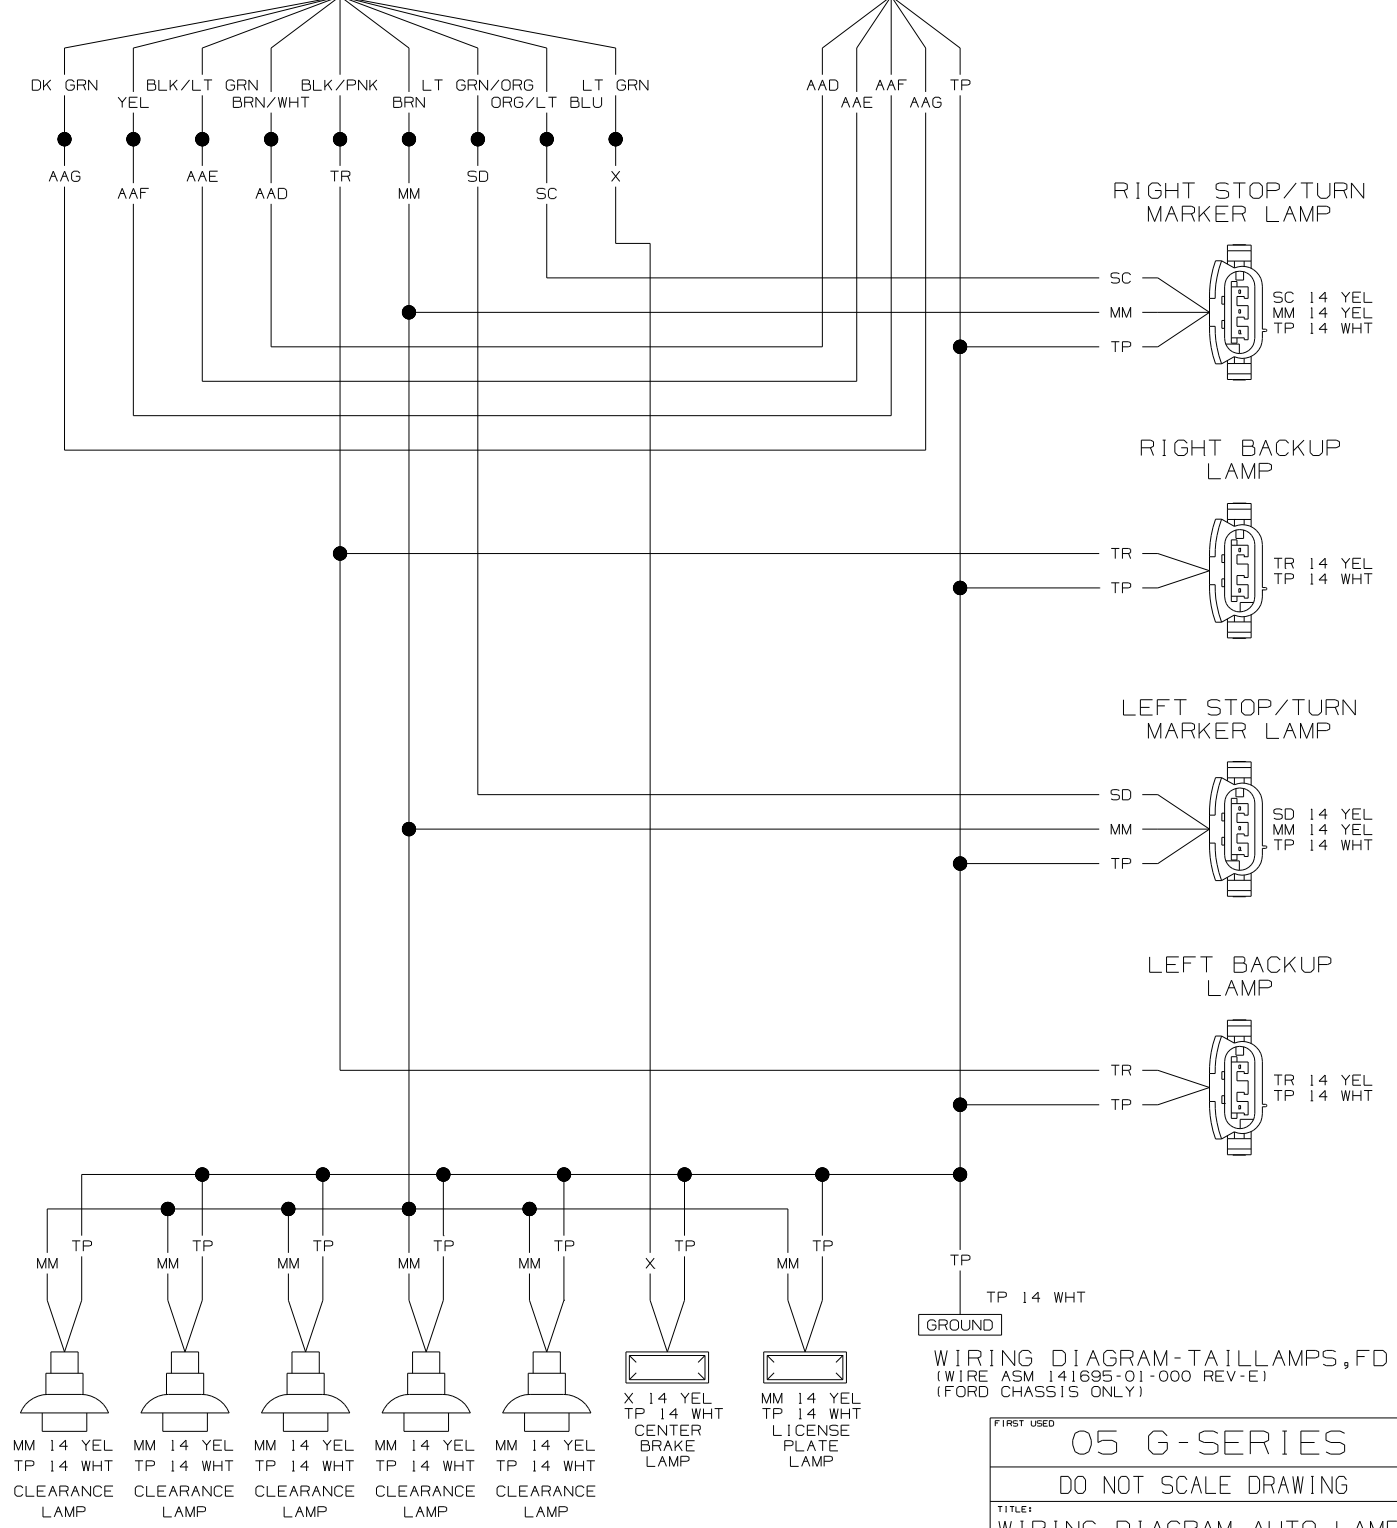 DK GRN
BLK/LT GRN
BLK/PNK
LT GRN/ORG
LT GRN
AAD
AAF
TP
YEL
BRN/WHT
BRN
ORG/LT BLU
AAE
AAG
AAG
AAE
TR
SD
X
AAF
AAD
MM
SC
RIGHT STOP/TURN
MARKER LAMP
SC
MM
TP
SC 14 YEL
MM 14 YEL
TP 14 WHT
RIGHT BACKUP
LAMP
TR
TP
TR 14 YEL
TP 14 WHT
LEFT STOP/TURN
MARKER LAMP
SD
MM
TP
SD 14 YEL
MM 14 YEL
TP 14 WHT
LEFT BACKUP
LAMP
TR
TP
TR 14 YEL
TP 14 WHT
TP
TP
TP
TP
TP
TP
TP
MM
MM
MM
MM
MM
X
MM
TP
TP 14 WHT
GROUND
MM 14 YEL
TP 14 WHT
CLEARANCE
LAMP
MM 14 YEL
TP 14 WHT
CLEARANCE
LAMP
MM 14 YEL
TP 14 WHT
CLEARANCE
LAMP
MM 14 YEL
TP 14 WHT
CLEARANCE
LAMP
MM 14 YEL
TP 14 WHT
CLEARANCE
LAMP
X 14 YEL
TP 14 WHT
CENTER
BRAKE
LAMP
MM 14 YEL
TP 14 WHT
LICENSE
PLATE
LAMP
WIRING DIAGRAM-TAILLAMPS,FD
(WIRE ASM 141695-01-000 REV-E)
(FORD CHASSIS ONLY)
FIRST USED
05 G-SERIES
DO NOT SCALE DRAWING
TITLE:
WIRING DIAGRAM AUTO LAMP